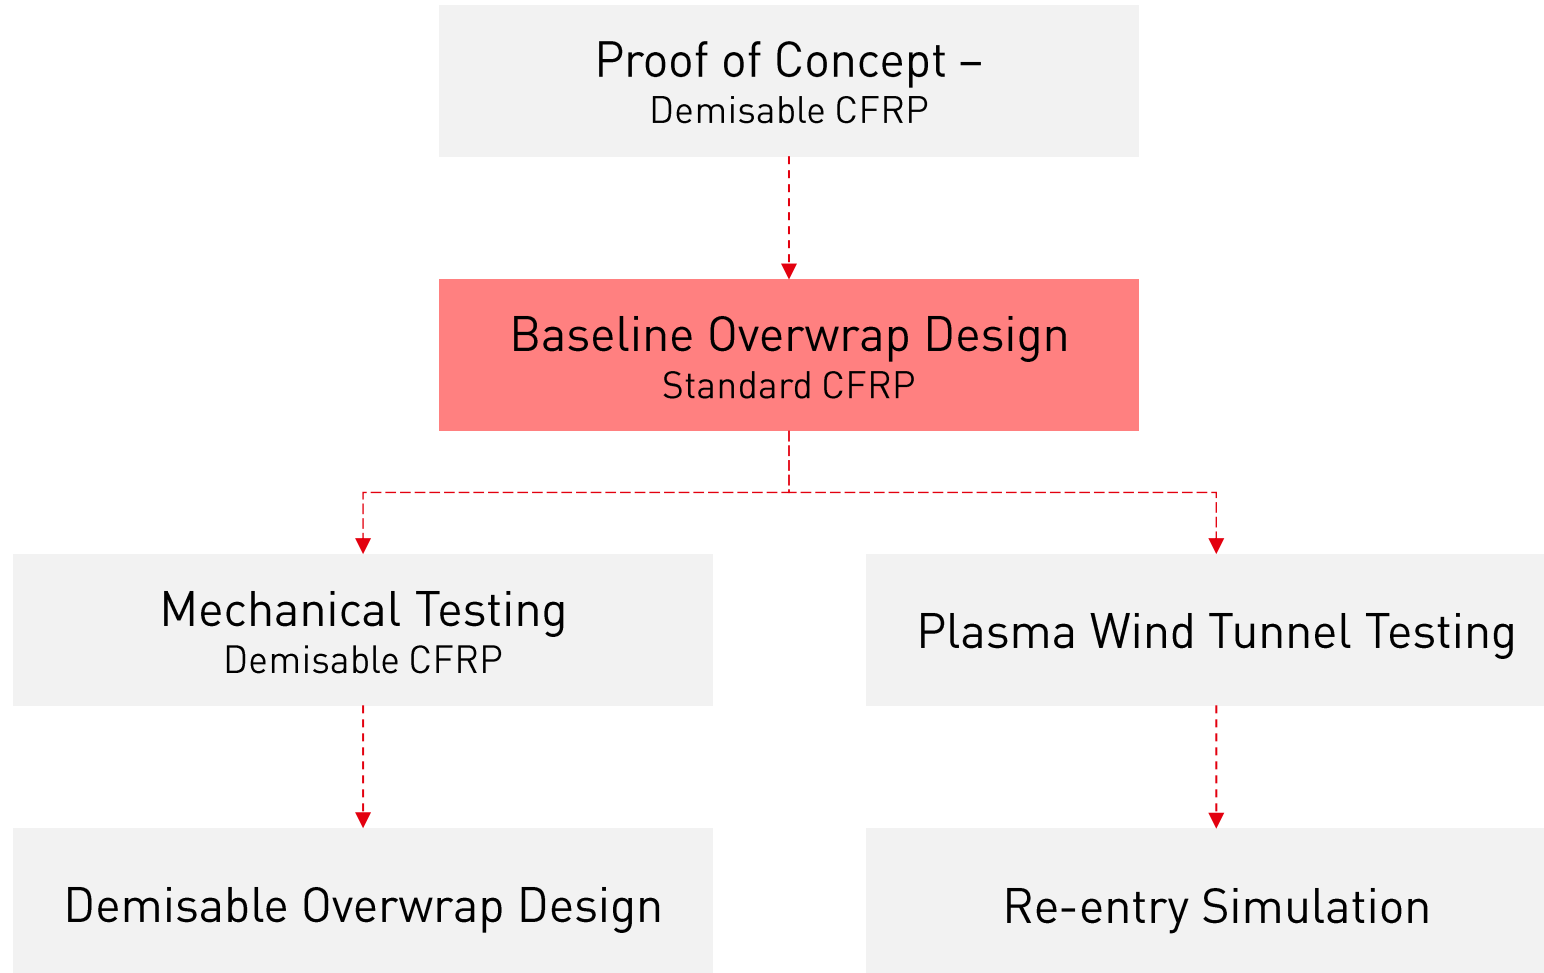 Proof of Concept –
Demisable CFRP
Baseline Overwrap Design
Standard CFRP
Mechanical Testing
Demisable CFRP
Plasma Wind Tunnel Testing
Demisable Overwrap Design
Re-entry Simulation